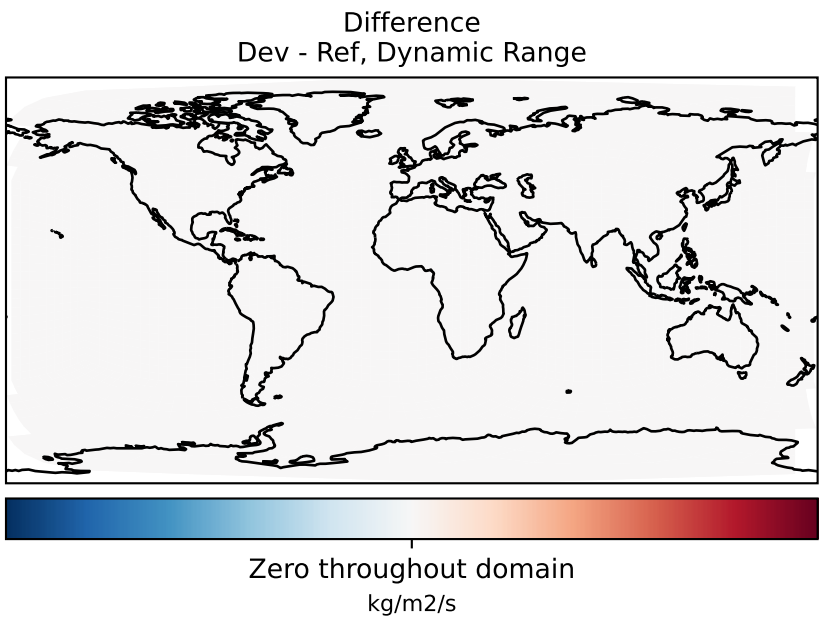 Difference
Dev - Ref, Dynamic Range
Zero throughout domain
kg/m2/s